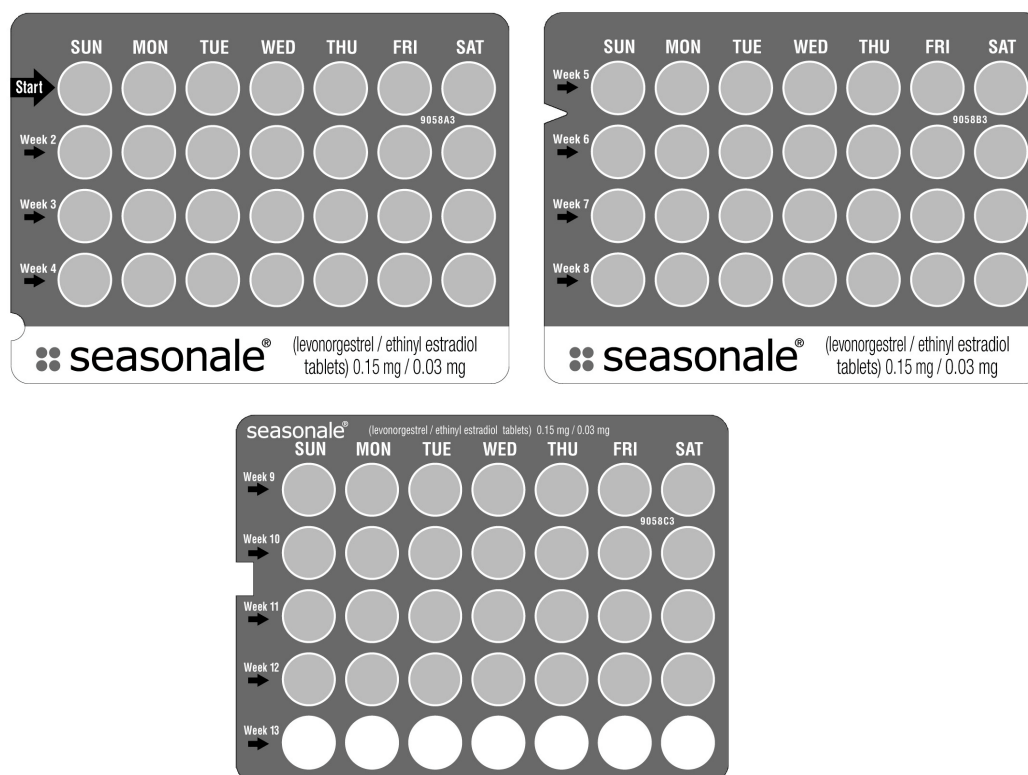 SUN MON TUE WED THU FRI SAT
Start
9058A3
Week 2
Week 3
Week 4
seasonale® (levonorgestrel / ethinyl estradiol
tablets) 0.15 mg / 0.03 mg
SUN MON TUE WED THU FRI SAT
Week 5
9058B3
Week 6
Week 7
Week 8
seasonale® (levonorgestrel / ethinyl estradiol
tablets) 0.15 mg / 0.03 mg
seasonale® (levonorgestrel / ethinyl estradiol tablets) 0.15 mg / 0.03 mg
SUN MON TUE WED THU FRI SAT
Week 9
9058C3
Week 10
Week 11
Week 12
Week 13